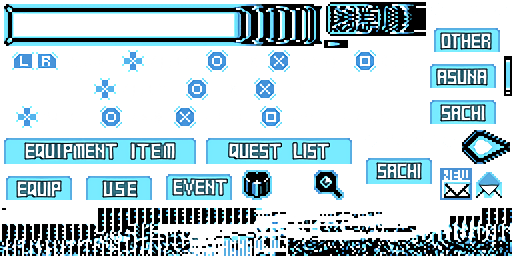 OTHER
L R
ASUNA
SACHI
EQUIPMENT ITEM QUEST LIST
SACHI
EQUIP USE EVENT NEW